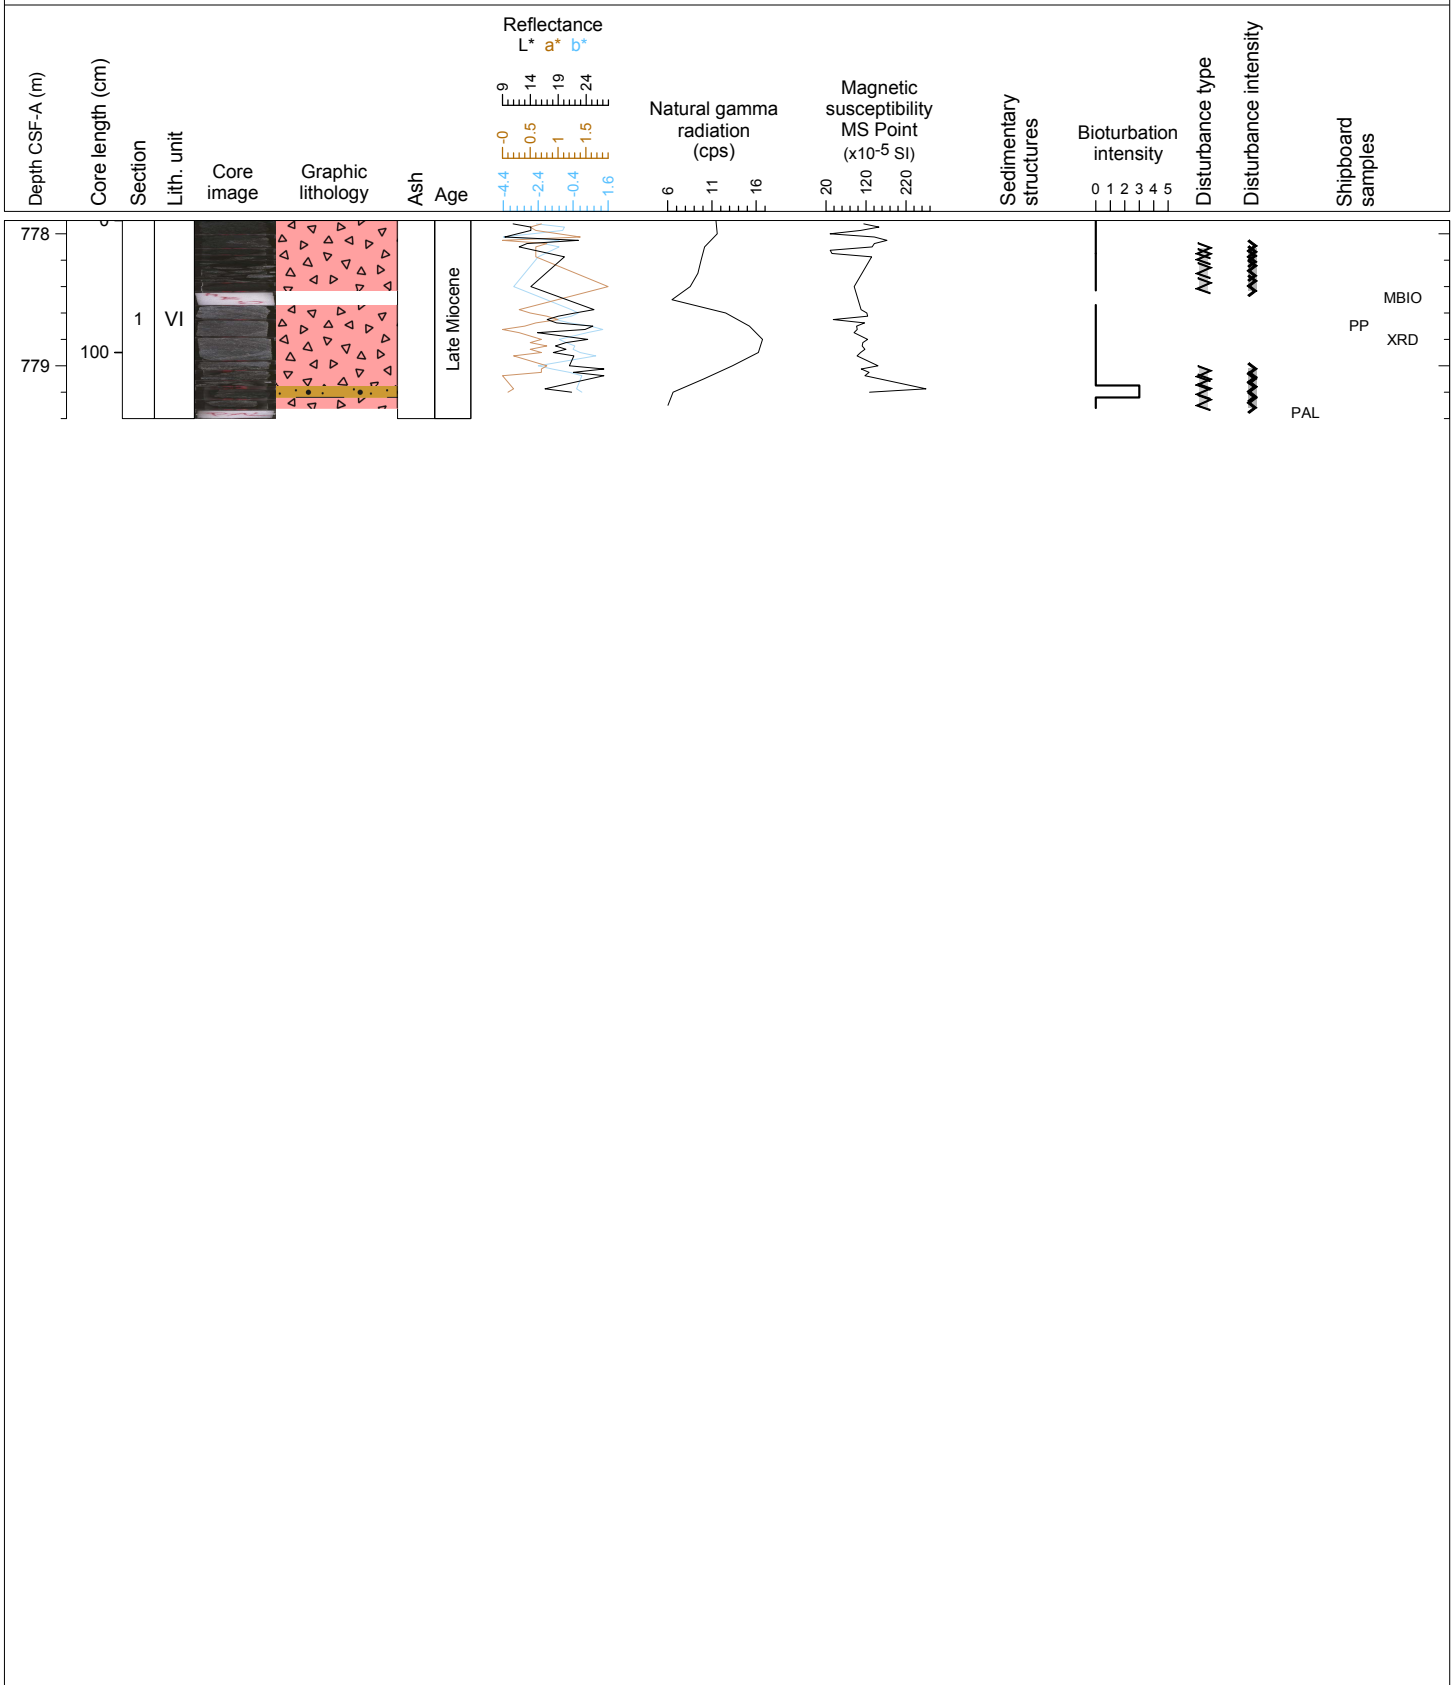 Depth CSF-A (m)
Core length (cm)
Section
Lith. unit
Core
image
Graphic
lithology
Ash
Age
Reflectance
L* a* b*
9 14 19 24
-0 0.5 1 1.5
-4.4 -2.4 -0.4 1.6
Natural gamma
radiation
(cps)
6 11 16
Magnetic
susceptibility
MS Point
(x10-5 SI)
20 120 220
Sedimentary
structures
Bioturbation
intensity
0 1 2 3 4 5
Disturbance type
Disturbance intensity
Shipboard
samples
778
0
779
100
1
VI
Late Miocene
MBIO
PP
XRD
PAL